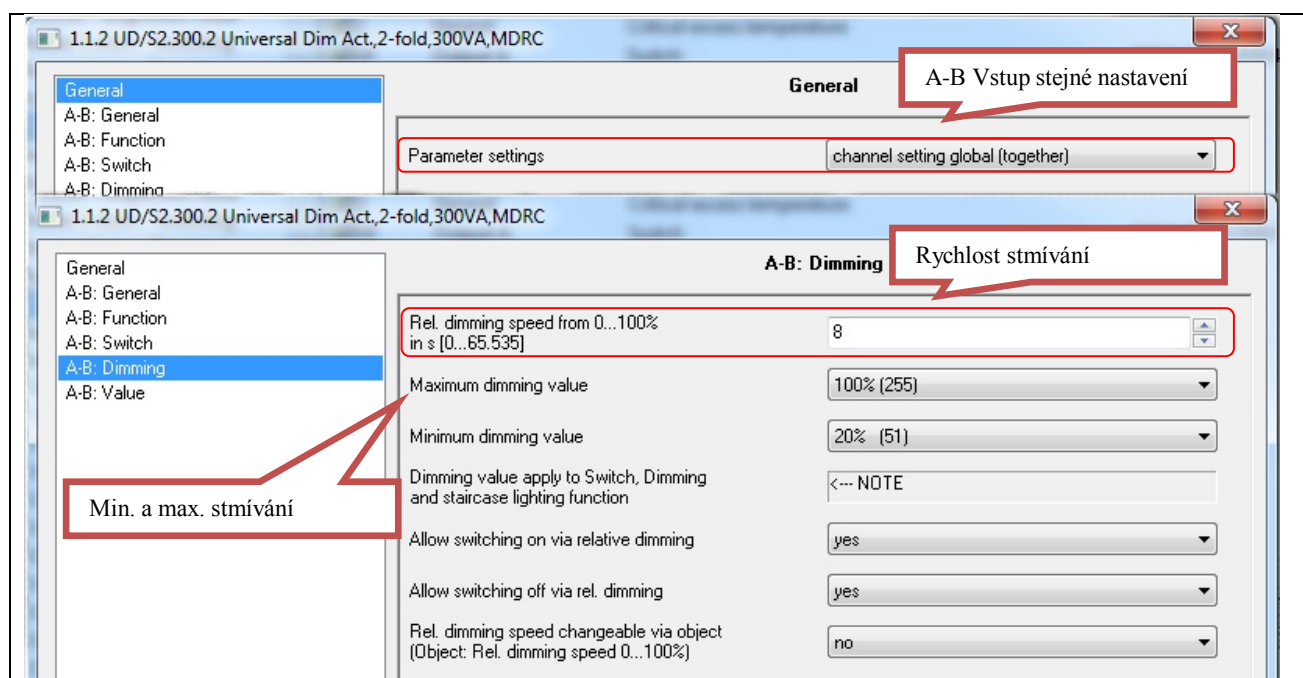 1.1.2 UD/S2.300.2 Universal Dim Act.,2-fold,300VA,MDRC
General
A-B: General
A-B: Function
A-B: Switch
A-B: Dimming
General
A-B Vstup stejné nastavení
Parameter settings
channel setting global (together)
1.1.2 UD/S2.300.2 Universal Dim Act.,2-fold,300VA,MDRC
General
A-B: General
A-B: Function
A-B: Switch
A-B: Dimming
A-B: Value
A-B: Dimming
Rychlost stmívání
Rel. dimming speed from 0...100%
in s [0...65.535]
8
Maximum dimming value
100% (255)
Minimum dimming value
20% (51)
Dimming value apply to Switch, Dimming
and staircase lighting function
<--- NOTE
Min. a max. stmívání
Allow switching on via relative dimming
yes
Allow switching off via rel. dimming
yes
Rel. dimming speed changeable via object
(Object: Rel. dimming speed 0...100%)
no